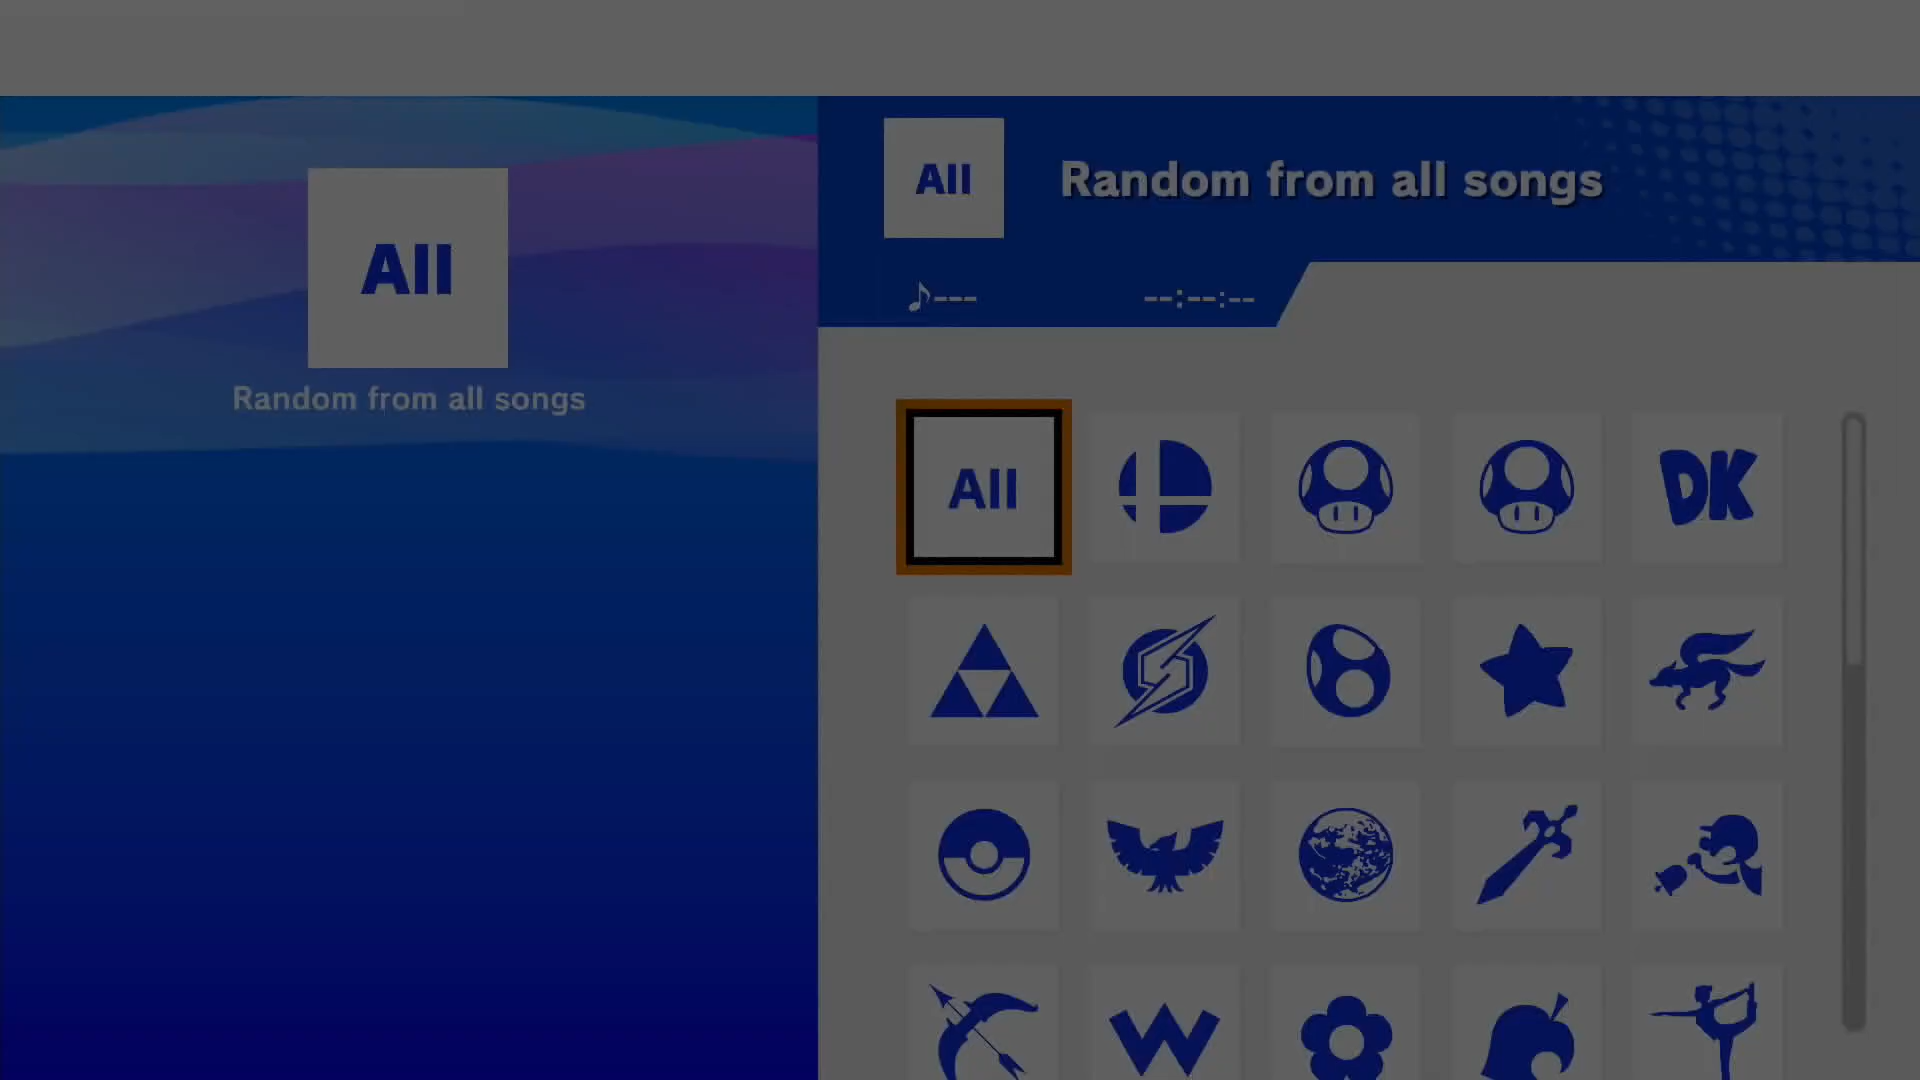 All
Random from all songs
All
Random from all songs
♪---
--:--:--
All
DK